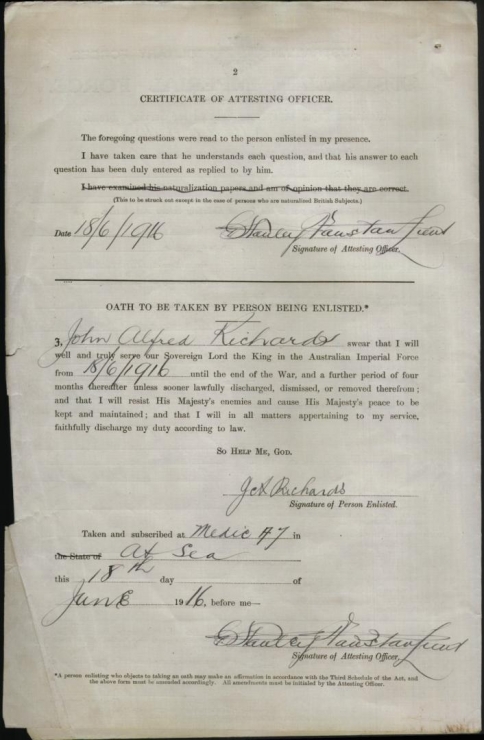 2
CERTIFICATE OF ATTESTING OFFICER.
The foregoing questions were read to the person enlisted in my presence.
I have taken care that he understands each question, and that his answer to each
question has been duly entered as replied to by him.
I have examined his naturalization papers and am of opinion that they are correct.
(This to be struck out except in the case of persons who are naturalized British Subjects.)
Date 18/6/1916
Signature of Attesting Officer.
OATH TO BE TAKEN BY PERSON BEING ENLISTED.*
3, John Alfred Richards swear that I will
well and truly serve our Sovereign Lord the King in the Australian Imperial Force
from 18/6/1916 until the end of the War, and a further period of four
months thereafter unless sooner lawfully discharged, dismissed, or removed therefrom;
and that I will resist His Majesty's enemies and cause His Majesty's peace to be
kept and maintained; and that I will in all matters appertaining to my service,
faithfully discharge my duty according to law.
SO HELP ME, GOD.
Richards
Signature of Person Enlisted.
Taken and subscribed at Medic A7 in
the State of At Sea
this 18th day of
June 1916, before me—
Signature of Attesting Officer.
*A person enlisting who objects to taking an oath may make an affirmation in accordance with the Third Schedule of the Act, and
the above form must be amended accordingly. All amendments must be initialed by the Attesting Officer.